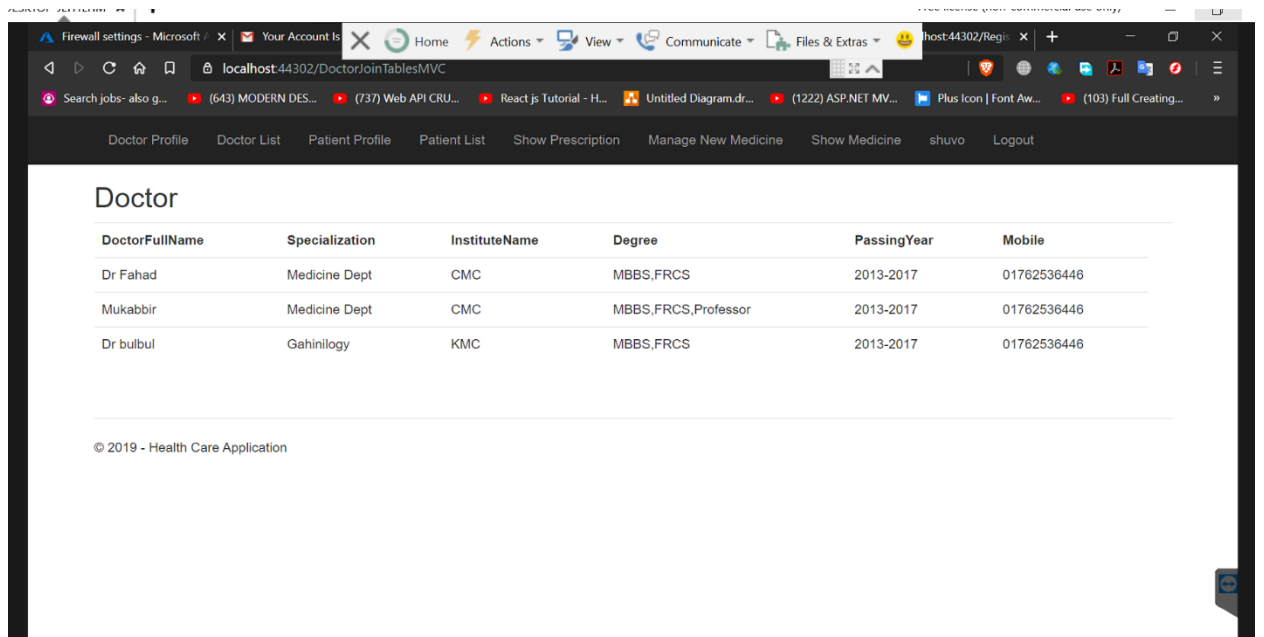 Firewall settings - Microsoft A Your Account Is Home Actions View Communicate Files & Extras lhost:44302/Regis
localhost:44302/DoctorJoinTablesMVC
Search jobs- also g... (643) MODERN DES... (737) Web API CRU... React js Tutorial - H... Untitled Diagram.dr... (1222) ASP.NET MV... Plus Icon | Font Aw... (103) Full Creating... »
Doctor Profile Doctor List Patient Profile Patient List Show Prescription Manage New Medicine Show Medicine shuvo Logout
Doctor
DoctorFullName Specialization InstituteName Degree PassingYear Mobile
Dr Fahad Medicine Dept CMC MBBS,FRCS 2013-2017 01762536446
Mukabbir Medicine Dept CMC MBBS,FRCS,Professor 2013-2017 01762536446
Dr bulbul Gahinilogy KMC MBBS,FRCS 2013-2017 01762536446
© 2019 - Health Care Application